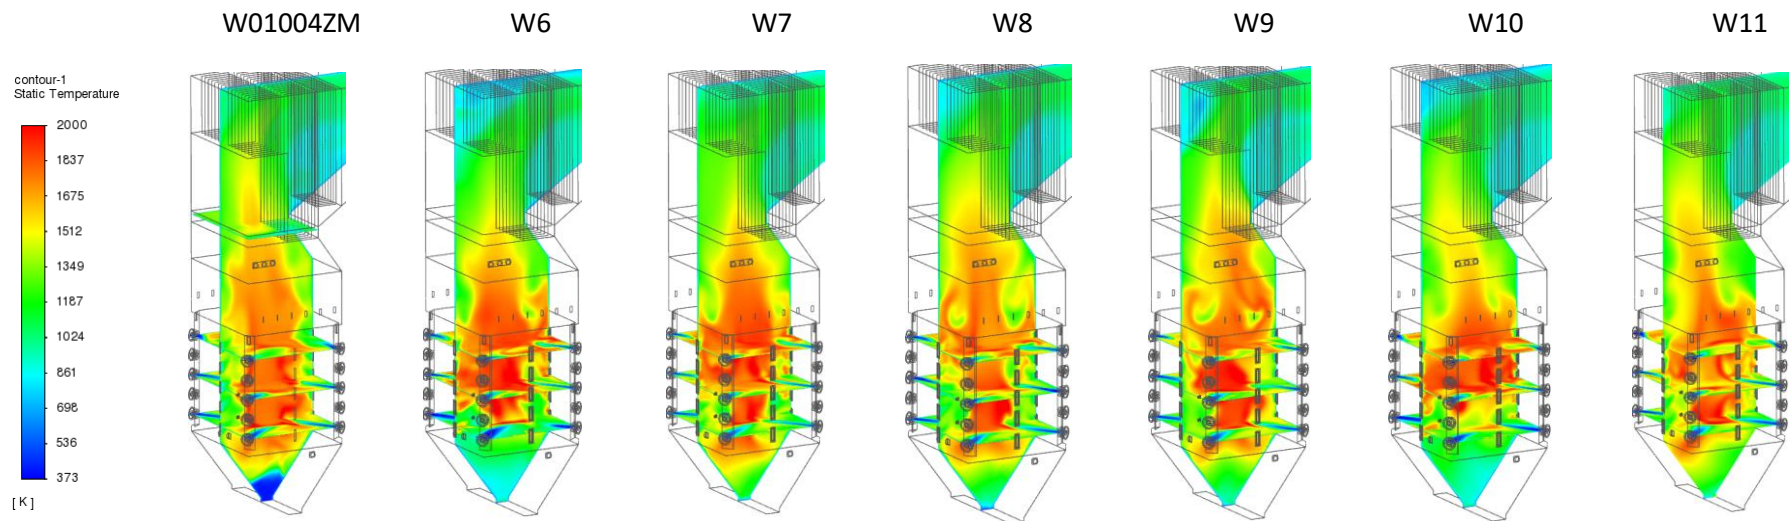 W01004ZM W6 W7 W8 W9 W10 W11
contour-1
Static Temperature
2000
1837
1675
1512
1349
1187
1024
861
698
536
373
[ K ]